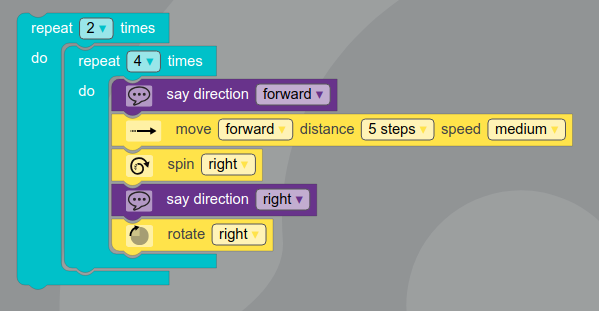 repeat 2 times
do repeat 4 times
do say direction forward
move forward distance 5 steps speed medium
spin right
say direction right
rotate right